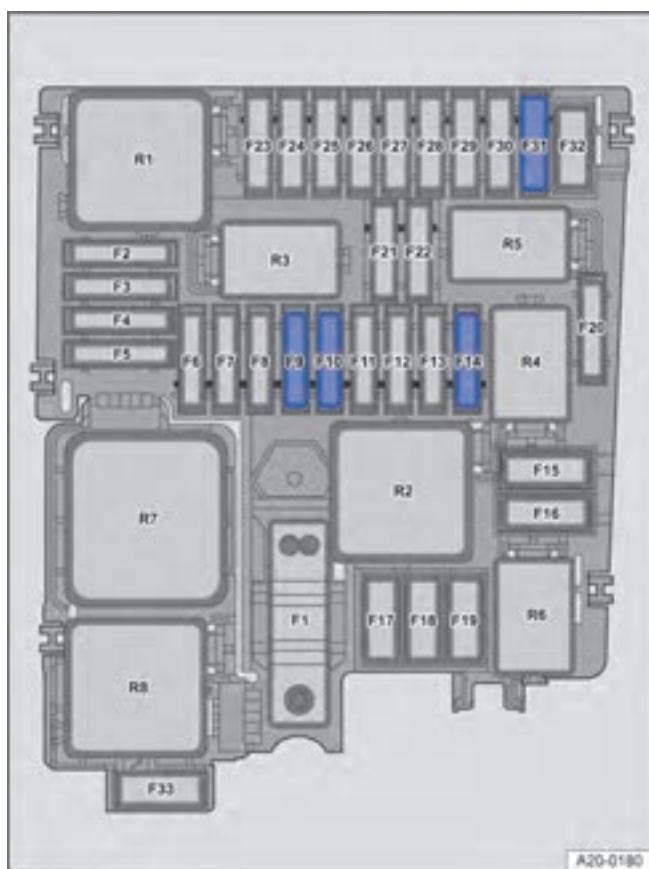 R1 F23 F24 F25 F26 F27 F28 F29 F30 F31 F32
F2 R3 F21 F22 R5
F3
F4
F5 F6 F7 F8 F9 F10 F11 F12 F13 F14 R4 F20
R7 R2 F15
F16
F1 F17 F18 F19 R6
R8
F33
A20-0180